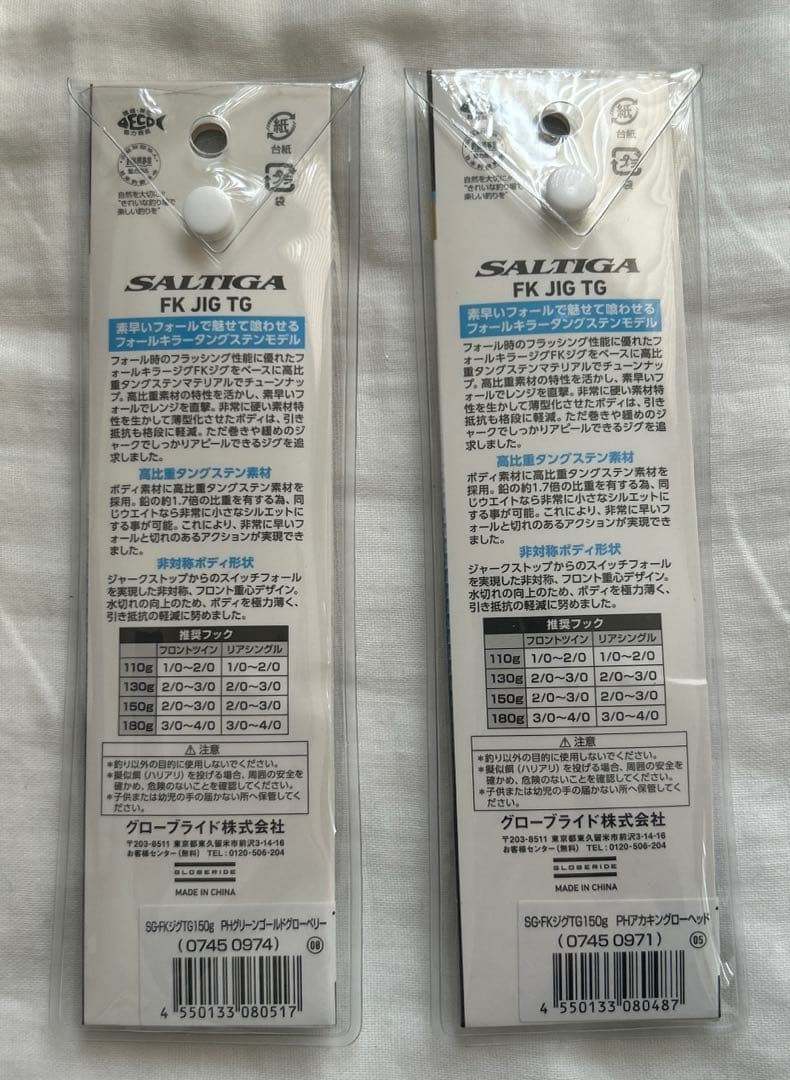 DECO
協力商品
紙
台紙
プラ
袋
自然を大切に
"きれいな釣り場で
楽しい釣りを"
SALTIGA
FK JIG TG
素早いフォールで魅せて喰わせる
フォールキラータングステンモデル
フォール時のフラッシング性能に優れたフ
ォールキラージグFKジグをベースに高比
重タングステンマテリアルでチューンナッ
プ。高比重素材の特性を活かし、素早いフ
ォールでレンジを直撃。非常に硬い素材特
性を生かして薄型化させたボディは、引き
抵抗も格段に軽減。ただ巻きや緩めのジ
ャークでしっかりアピールできるジグを追
求しました。
高比重タングステン素材
ボディ素材に高比重タングステン素材を
採用。鉛の約1.7倍の比重を有する為、同
じウエイトなら非常に小さなシルエットに
する事が可能。これにより、非常に早いフ
ォールと切れのあるアクションが実現でき
ました。
非対称ボディ形状
ジャークストップからのスイッチフォール
を実現した非対称、フロント重心デザイン。
水切れの向上のため、ボディを極力薄く、
引き抵抗の軽減に努めました。
推奨フック
フロントツイン リアシングル
110g 1/0〜2/0 1/0〜2/0
130g 2/0〜3/0 2/0〜3/0
150g 2/0〜3/0 2/0〜3/0
180g 3/0〜4/0 3/0〜4/0
⚠ 注意
*釣り以外の目的に使用しないでください。
*擬似餌(ハリアリ)を投げる場合、周囲の安全を
確かめ、危険のないことを確認してください。
*子供または幼児の手の届かない所へ保管してく
ださい。
グローブライド株式会社
〒203-8511 東京都東久留米市前沢3-14-16
お客様センター(無料) TEL:0120-506-204
GLOBERIDE
MADE IN CHINA
SG・FKジグTG150g PHグリーンゴールドグローベリー
(0745 0974) 08
4 550133 080517
紙
台紙
プラ
袋
自然を大切に
"きれいな釣り場で
楽しい釣りを"
SALTIGA
FK JIG TG
素早いフォールで魅せて喰わせる
フォールキラータングステンモデル
フォール時のフラッシング性能に優れたフ
ォールキラージグFKジグをベースに高比
重タングステンマテリアルでチューンナッ
プ。高比重素材の特性を活かし、素早いフ
ォールでレンジを直撃。非常に硬い素材特
性を生かして薄型化させたボディは、引き
抵抗も格段に軽減。ただ巻きや緩めのジ
ャークでしっかりアピールできるジグを追
求しました。
高比重タングステン素材
ボディ素材に高比重タングステン素材を
採用。鉛の約1.7倍の比重を有する為、同
じウエイトなら非常に小さなシルエットに
する事が可能。これにより、非常に早いフ
ォールと切れのあるアクションが実現でき
ました。
非対称ボディ形状
ジャークストップからのスイッチフォール
を実現した非対称、フロント重心デザイン。
水切れの向上のため、ボディを極力薄く、
引き抵抗の軽減に努めました。
推奨フック
フロントツイン リアシングル
110g 1/0〜2/0 1/0〜2/0
130g 2/0〜3/0 2/0〜3/0
150g 2/0〜3/0 2/0〜3/0
180g 3/0〜4/0 3/0〜4/0
⚠ 注意
*釣り以外の目的に使用しないでください。
*擬似餌(ハリアリ)を投げる場合、周囲の安全を
確かめ、危険のないことを確認してください。
*子供または幼児の手の届かない所へ保管してく
ださい。
グローブライド株式会社
〒203-8511 東京都東久留米市前沢3-14-16
お客様センター(無料) TEL:0120-506-204
GLOBERIDE
MADE IN CHINA
SG・FKジグTG150g PHアカキングローヘッド
(0745 0971) 05
4 550133 080487